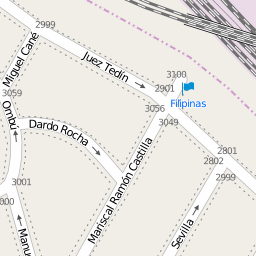 2999
Miguel Cané
Juez Tedín
3100
2901
Filipinas
3059
3056
3049
Ombú
Dardo Rocha
Mariscal Ramón Castilla
2801
2802
2999
3001
Sevilla